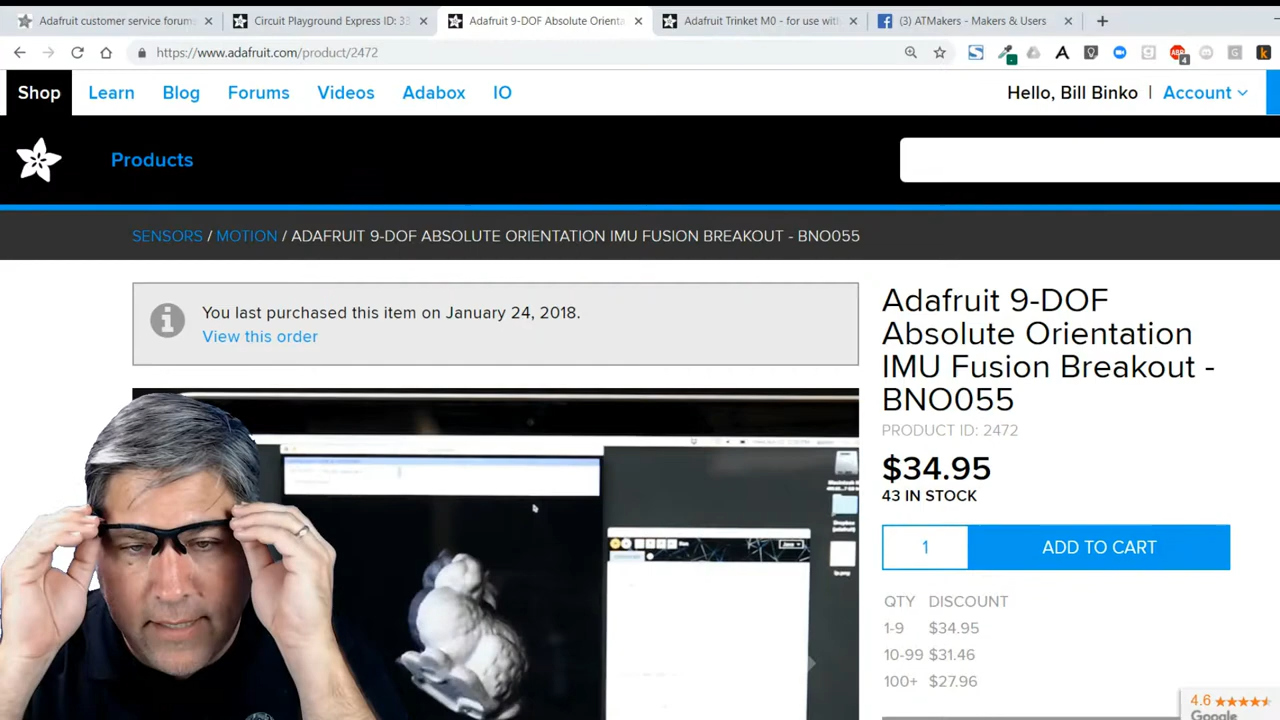 Adafruit customer service forums
Circuit Playground Express ID: 33
Adafruit 9-DOF Absolute Orienta
Adafruit Trinket M0 - for use with
(3) ATMakers - Makers & Users
https://www.adafruit.com/product/2472
ABP
4
Shop Learn Blog Forums Videos Adabox IO
Hello, Bill Binko | Account
Products
SENSORS / MOTION / ADAFRUIT 9-DOF ABSOLUTE ORIENTATION IMU FUSION BREAKOUT - BNO055
You last purchased this item on January 24, 2018.
View this order
Adafruit 9-DOF
Absolute Orientation
IMU Fusion Breakout -
BNO055
PRODUCT ID: 2472
$34.95
43 IN STOCK
1 ADD TO CART
QTY DISCOUNT
1-9 $34.95
10-99 $31.46
100+ $27.96
4.6
Google